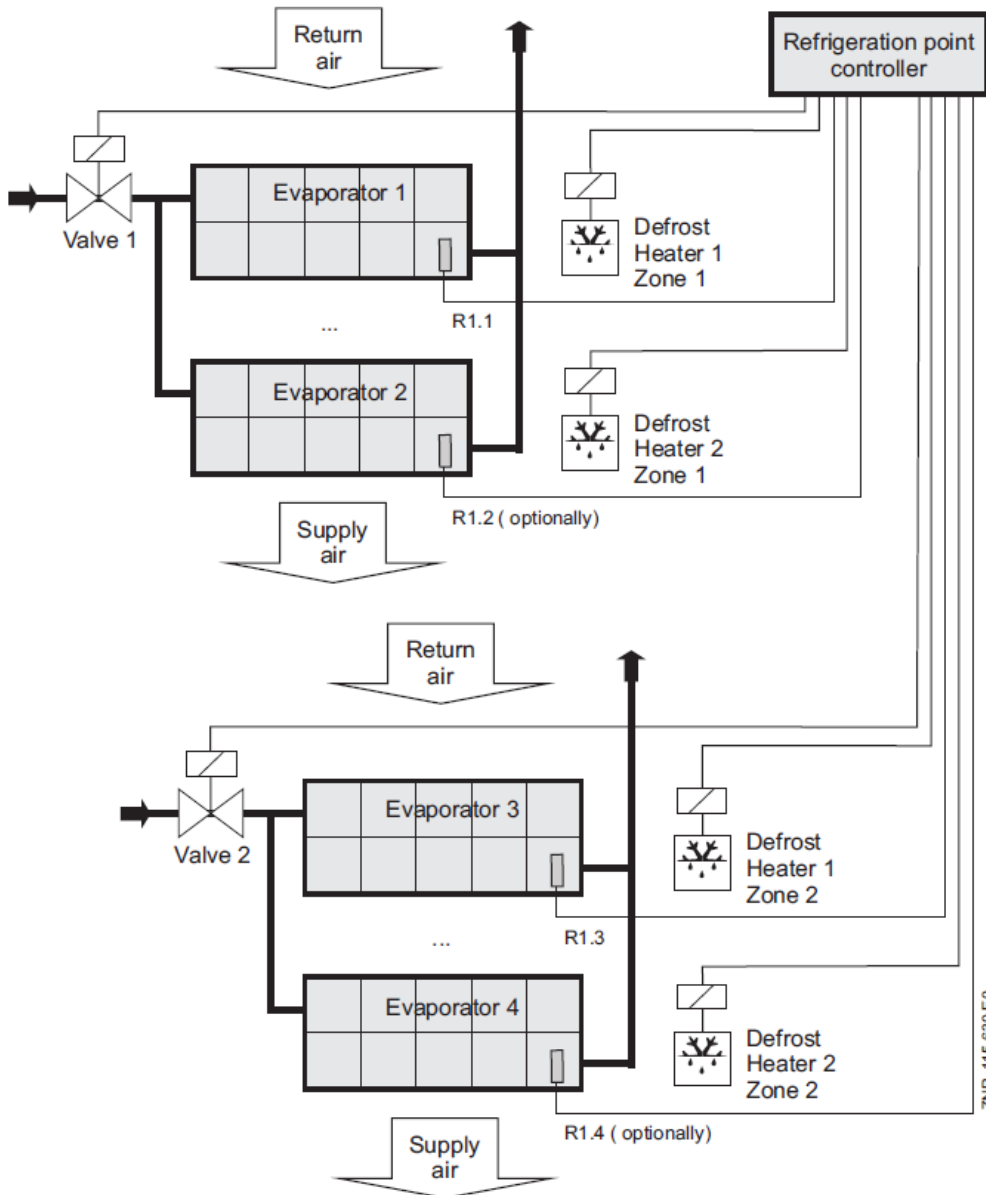 Return
air
Refrigeration point
controller
Evaporator 1
Valve 1
Defrost
Heater 1
Zone 1
R1.1
...
Evaporator 2
Defrost
Heater 2
Zone 1
R1.2 ( optionally)
Supply
air
Return
air
Evaporator 3
Valve 2
Defrost
Heater 1
Zone 2
R1.3
...
Evaporator 4
Defrost
Heater 2
Zone 2
R1.4 ( optionally)
Supply
air